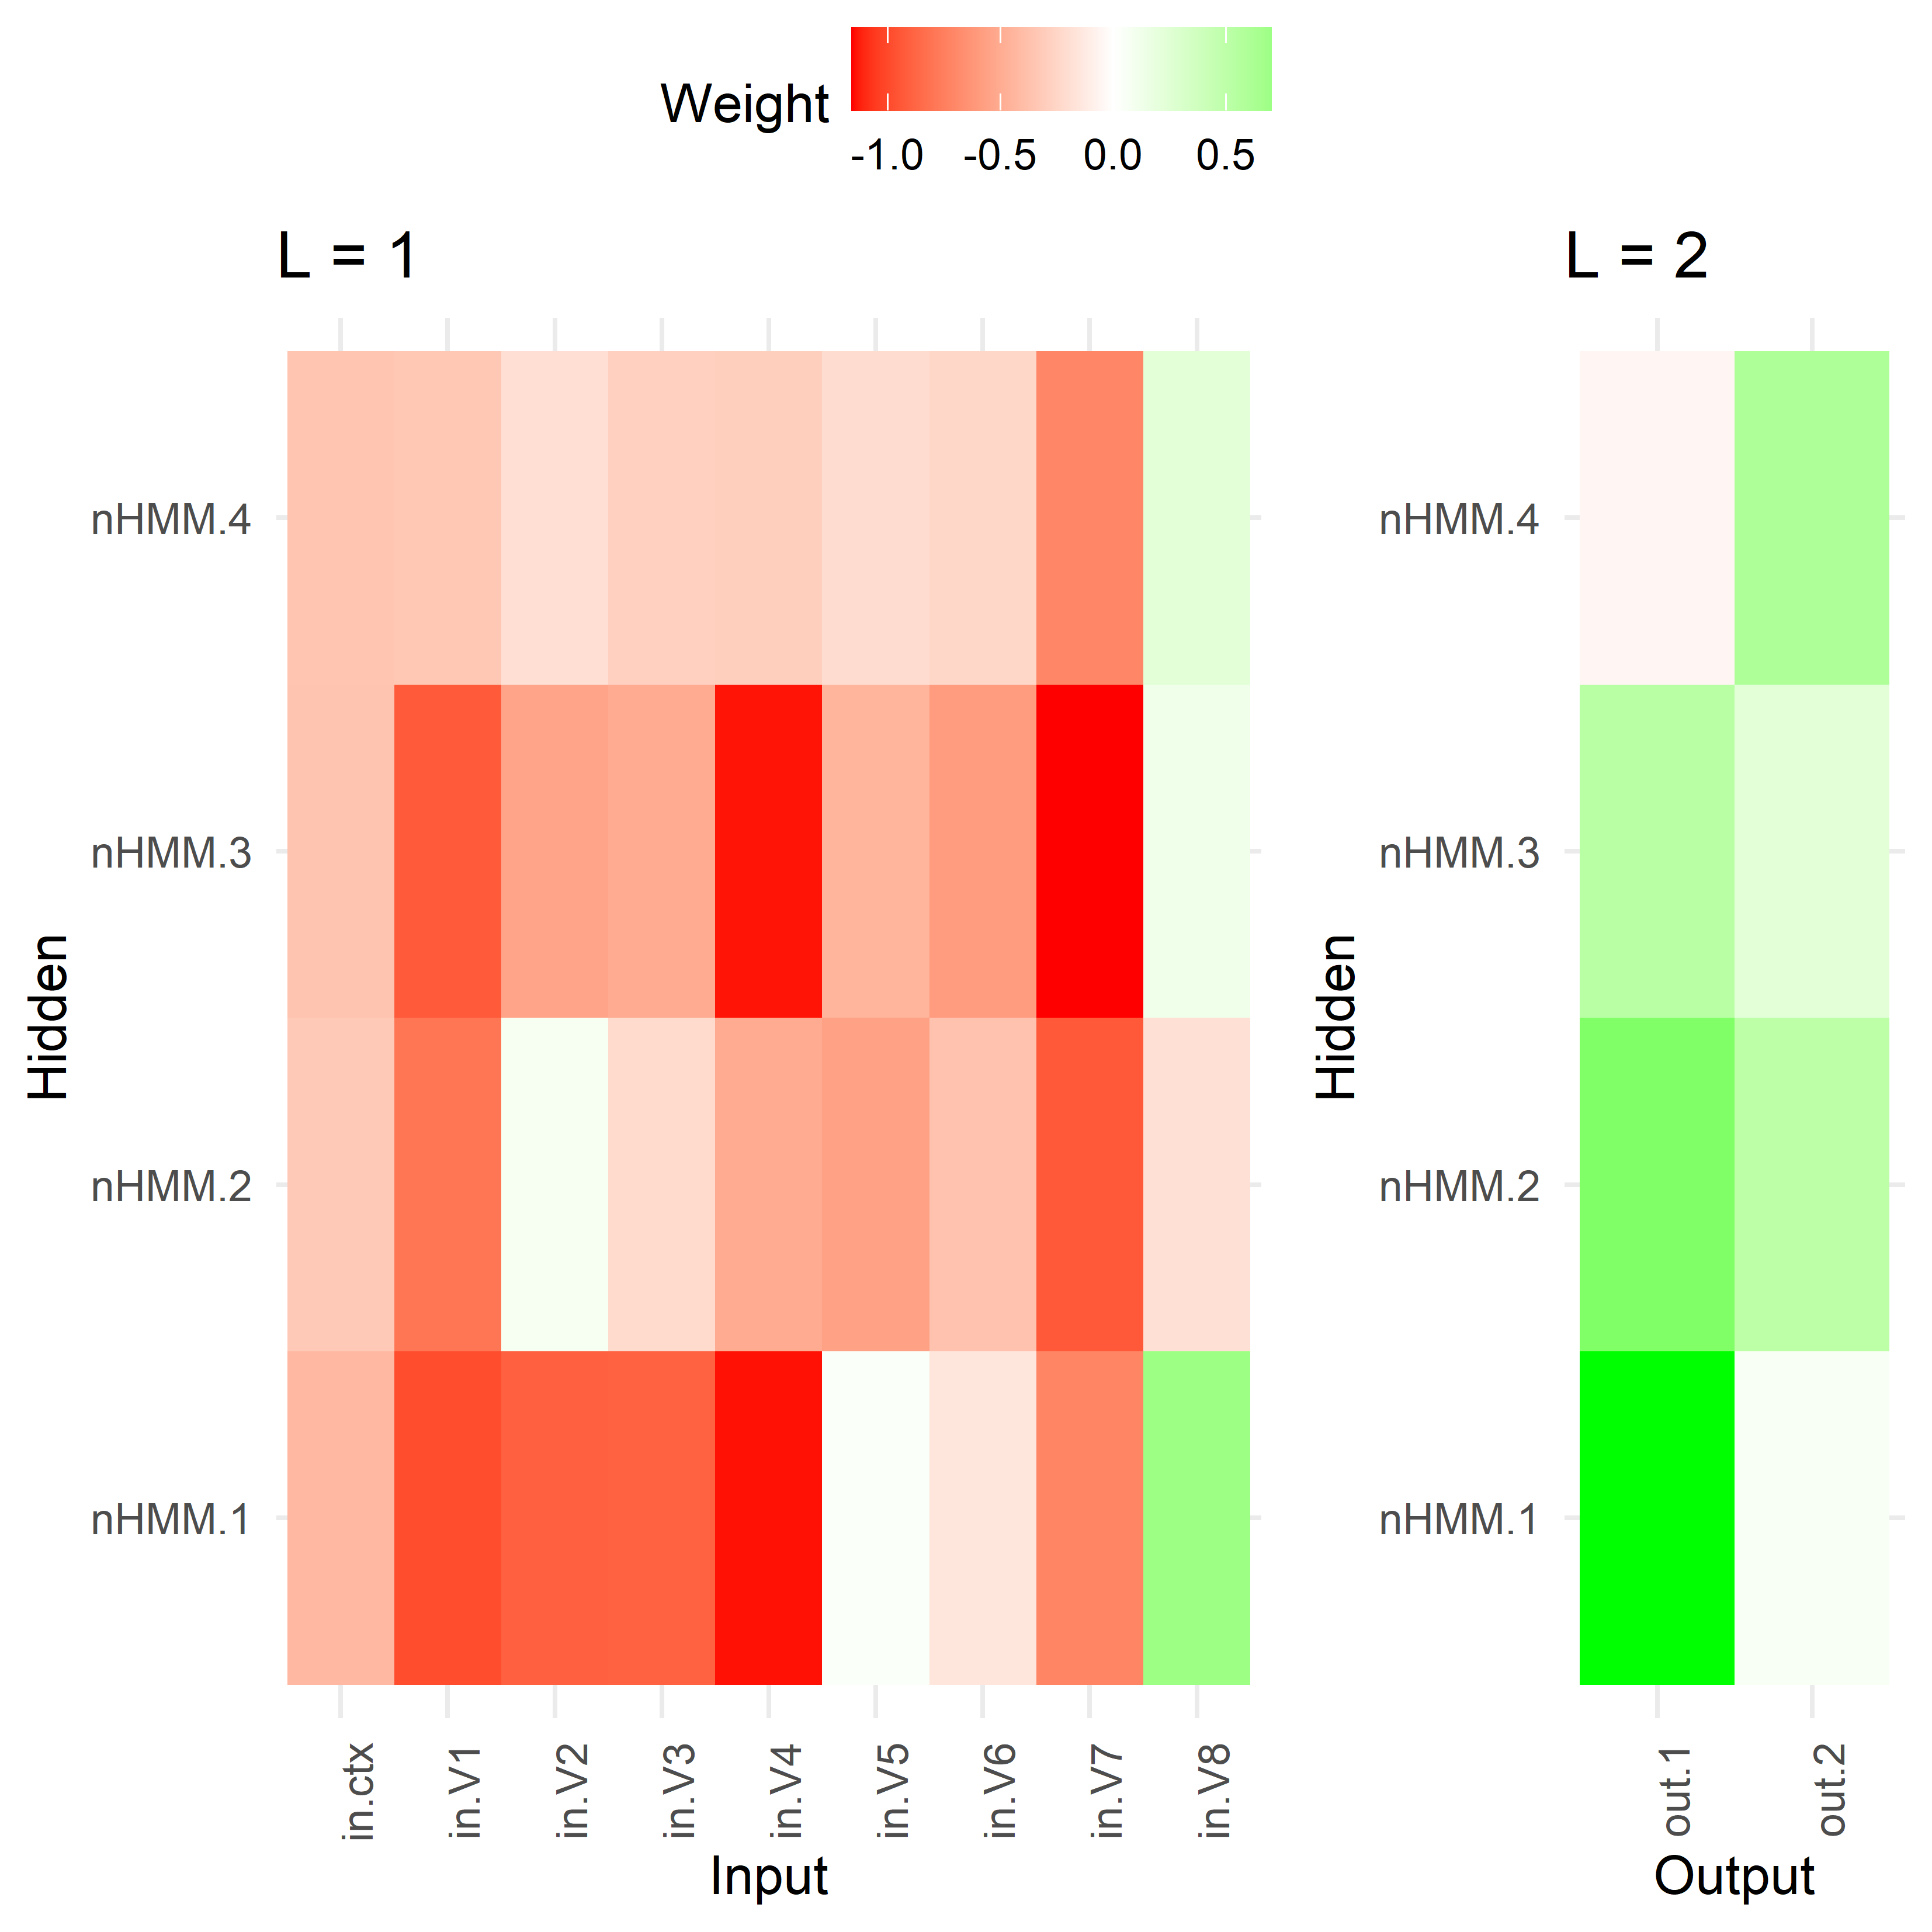 Weight
-1.0 -0.5 0.0 0.5
L = 1
nHMM.4
nHMM.3
nHMM.2
nHMM.1
Hidden
in.ctx in.V1 in.V2 in.V3 in.V4 in.V5 in.V6 in.V7 in.V8
Input
L = 2
nHMM.4
nHMM.3
nHMM.2
nHMM.1
Hidden
out.1 out.2
Output